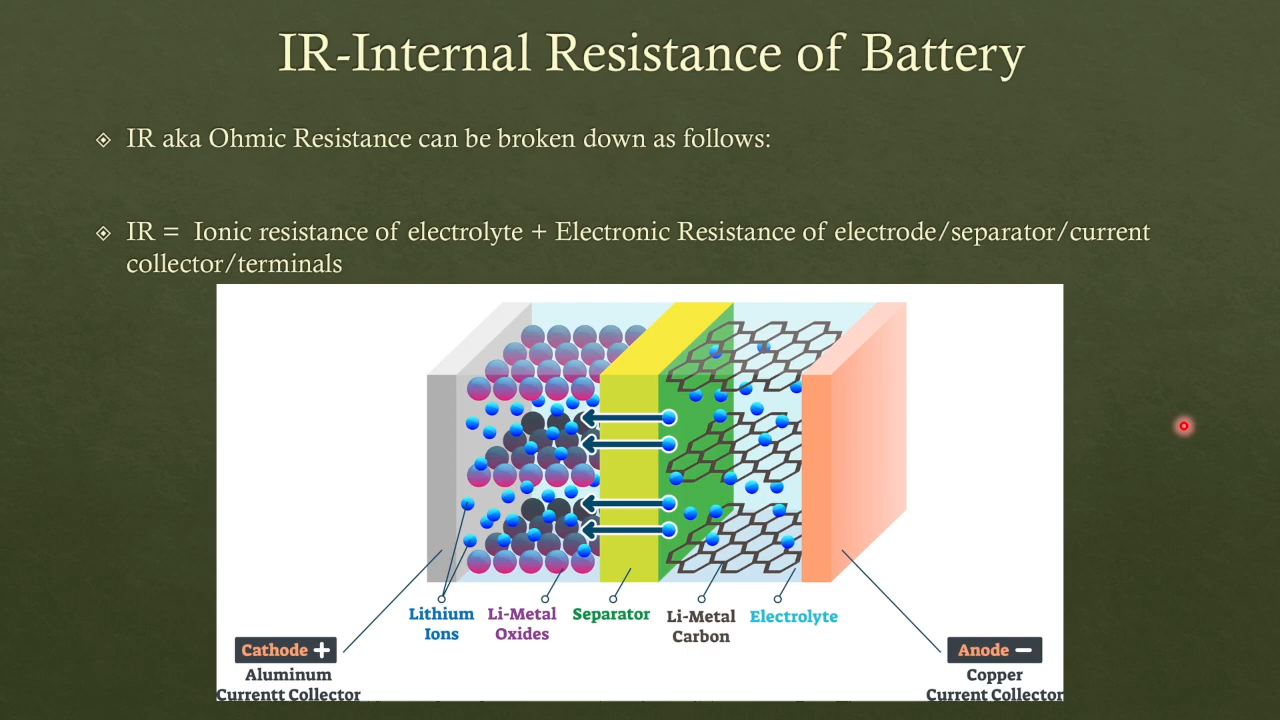 IR-Internal Resistance of Battery
IR aka Ohmic Resistance can be broken down as follows:
IR = Ionic resistance of electrolyte + Electronic Resistance of electrode/separator/current
collector/terminals
Lithium
Ions
Li-Metal
Oxides
Separator
Li-Metal
Carbon
Electrolyte
Cathode +
Aluminum
Currentt Collector
Anode −
Copper
Current Collector